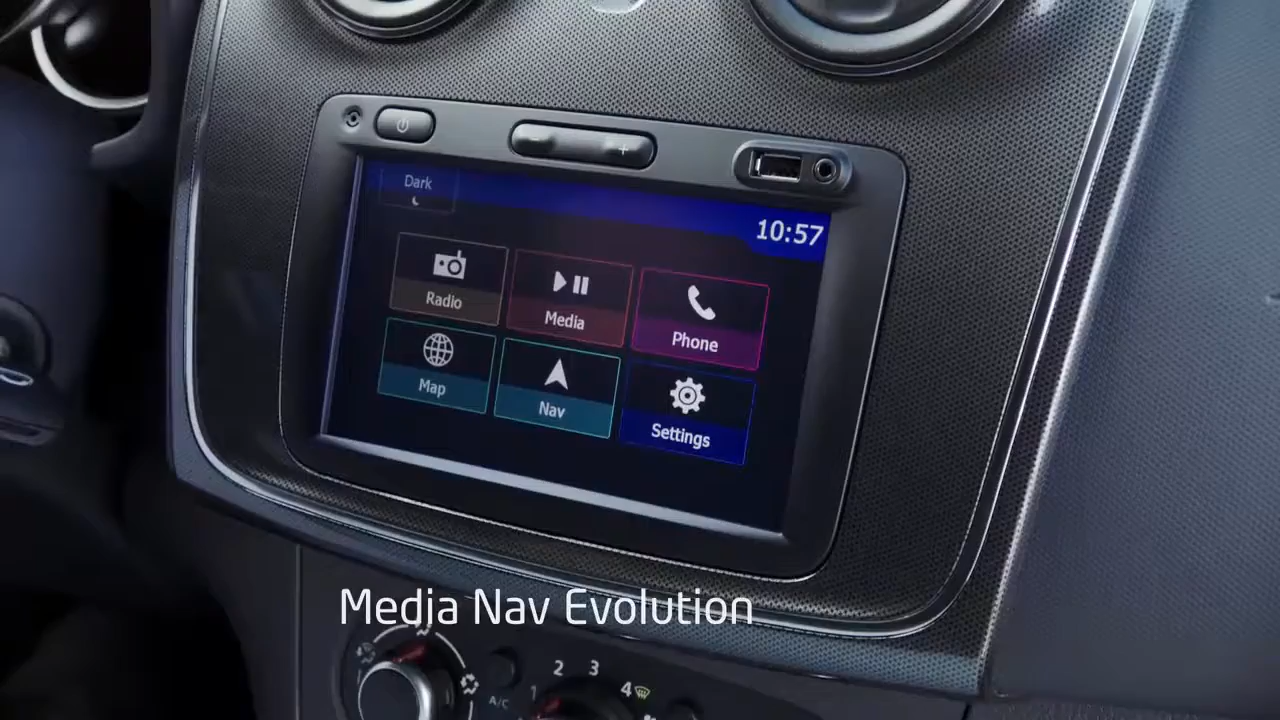 Dark
10:57
Radio
Media
Phone
Map
Nav
Settings
Media Nav Evolution
1 2 3 4
A/C